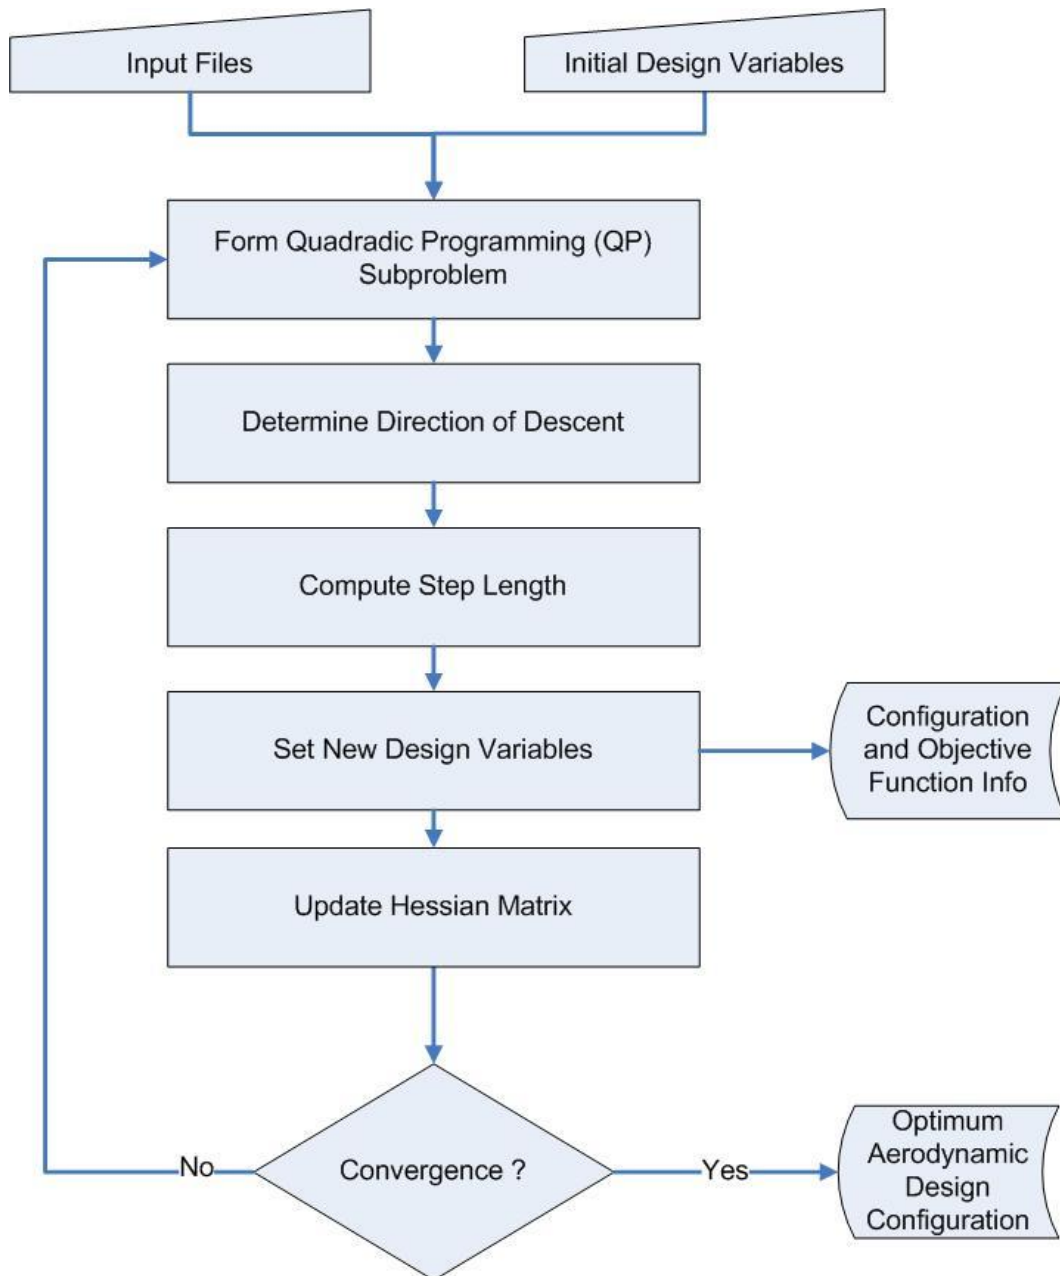 Input Files
Initial Design Variables
Form Quadradic Programming (QP)
Subproblem
Determine Direction of Descent
Compute Step Length
Set New Design Variables
Configuration
and Objective
Function Info
Update Hessian Matrix
No
Convergence ?
Yes
Optimum
Aerodynamic
Design
Configuration